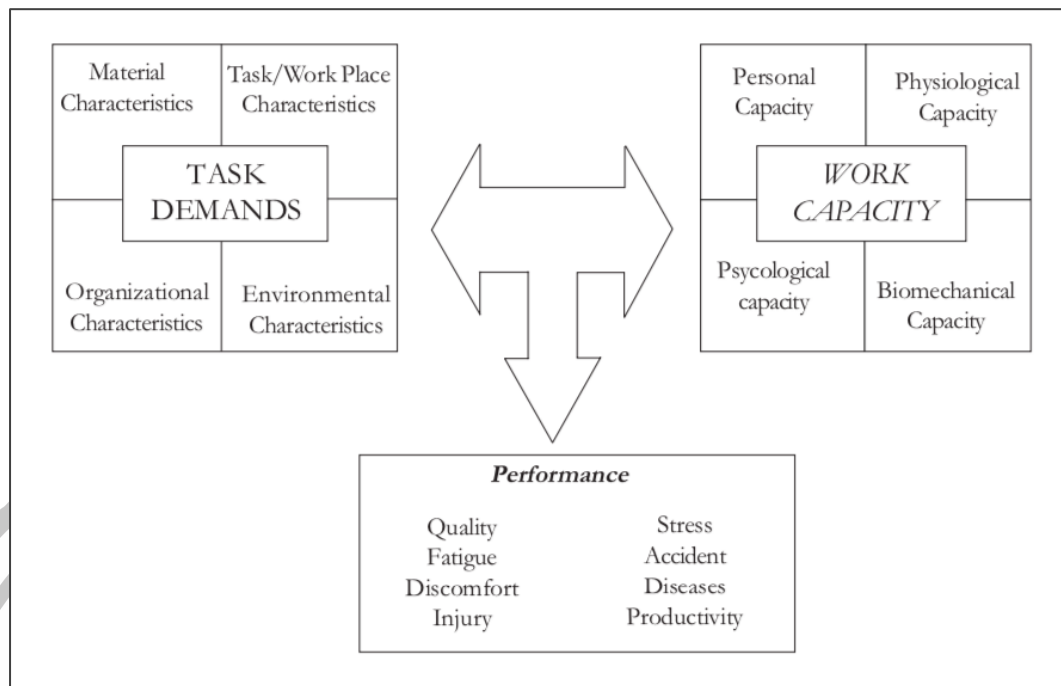 Material
Characteristics
Task/Work Place
Characteristics
TASK
DEMANDS
Organizational
Characteristics
Environmental
Characteristics
Personal
Capacity
Physiological
Capacity
WORK
CAPACITY
Psycological
capacity
Biomechanical
Capacity
Performance
Quality
Fatigue
Discomfort
Injury
Stress
Accident
Diseases
Productivity